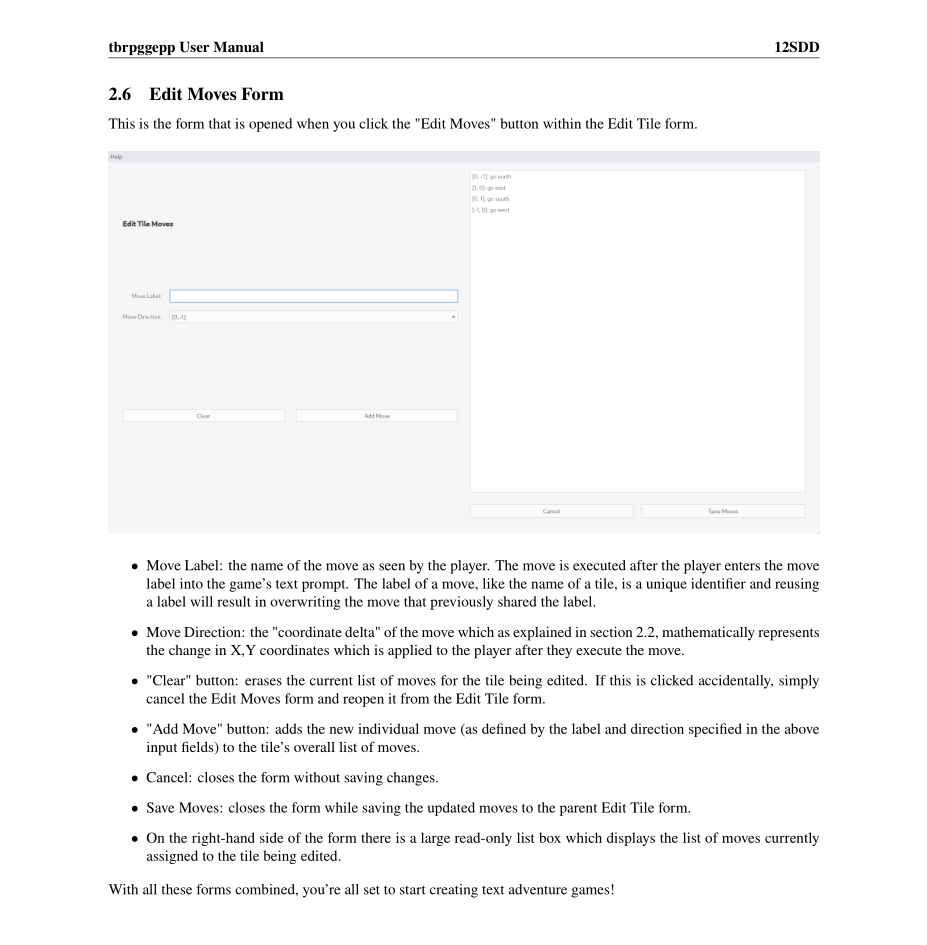 tbrpggepp User Manual 12SDD
2.6 Edit Moves Form
This is the form that is opened when you click the "Edit Moves" button within the Edit Tile form.
Help
[0, -1]: go north
[1, 0]: go east
[0, 1]: go south
[-1, 0]: go west
Edit Tile Moves
Move Label:
Move Direction: [0,-1]
Clear Add Move
Cancel Save Moves
• Move Label: the name of the move as seen by the player. The move is executed after the player enters the move
label into the game's text prompt. The label of a move, like the name of a tile, is a unique identifier and reusing
a label will result in overwriting the move that previously shared the label.
• Move Direction: the "coordinate delta" of the move which as explained in section 2.2, mathematically represents
the change in X,Y coordinates which is applied to the player after they execute the move.
• "Clear" button: erases the current list of moves for the tile being edited. If this is clicked accidentally, simply
cancel the Edit Moves form and reopen it from the Edit Tile form.
• "Add Move" button: adds the new individual move (as defined by the label and direction specified in the above
input fields) to the tile's overall list of moves.
• Cancel: closes the form without saving changes.
• Save Moves: closes the form while saving the updated moves to the parent Edit Tile form.
• On the right-hand side of the form there is a large read-only list box which displays the list of moves currently
assigned to the tile being edited.
With all these forms combined, you're all set to start creating text adventure games!